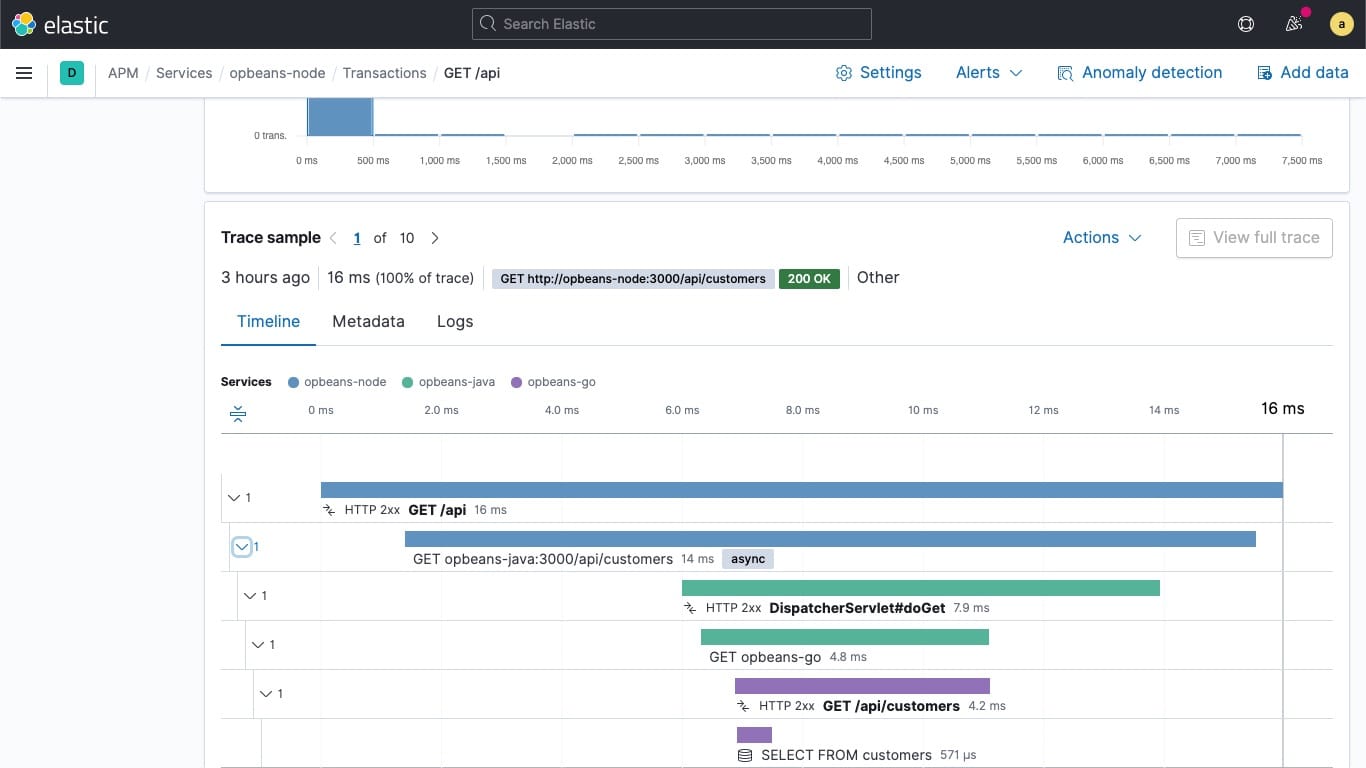 elastic
Search Elastic
a
D
APM / Services / opbeans-node / Transactions / GET /api
Settings
Alerts
Anomaly detection
Add data
0 trans.
0 ms 500 ms 1,000 ms 1,500 ms 2,000 ms 2,500 ms 3,000 ms 3,500 ms 4,000 ms 4,500 ms 5,000 ms 5,500 ms 6,000 ms 6,500 ms 7,000 ms 7,500 ms
Trace sample 1 of 10
Actions
View full trace
3 hours ago 16 ms (100% of trace) GET http://opbeans-node:3000/api/customers 200 OK Other
Timeline Metadata Logs
Services opbeans-node opbeans-java opbeans-go
0 ms 2.0 ms 4.0 ms 6.0 ms 8.0 ms 10 ms 12 ms 14 ms 16 ms
1
HTTP 2xx GET /api 16 ms
1
GET opbeans-java:3000/api/customers 14 ms async
1
HTTP 2xx DispatcherServlet#doGet 7.9 ms
1
GET opbeans-go 4.8 ms
1
HTTP 2xx GET /api/customers 4.2 ms
SELECT FROM customers 571 μs